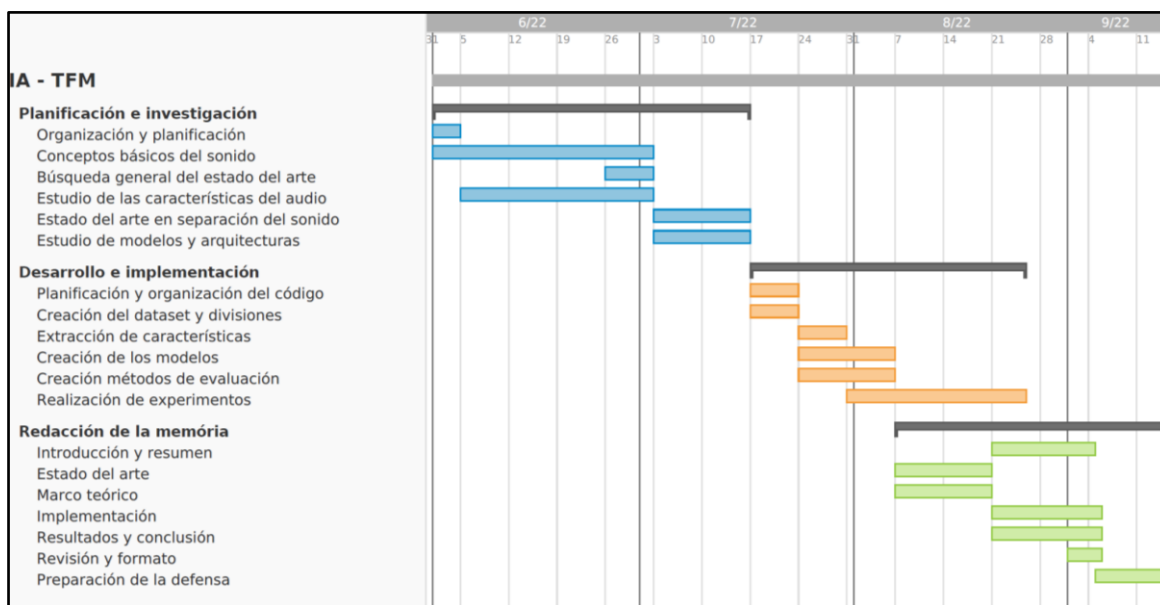 6/22 7/22 8/22 9/22
31 5 12 19 26 3 10 17 24 31 7 14 21 28 4 11
IA - TFM
Planificación e investigación
Organización y planificación
Conceptos básicos del sonido
Búsqueda general del estado del arte
Estudio de las características del audio
Estado del arte en separación del sonido
Estudio de modelos y arquitecturas
Desarrollo e implementación
Planificación y organización del código
Creación del dataset y divisiones
Extracción de características
Creación de los modelos
Creación métodos de evaluación
Realización de experimentos
Redacción de la memória
Introducción y resumen
Estado del arte
Marco teórico
Implementación
Resultados y conclusión
Revisión y formato
Preparación de la defensa